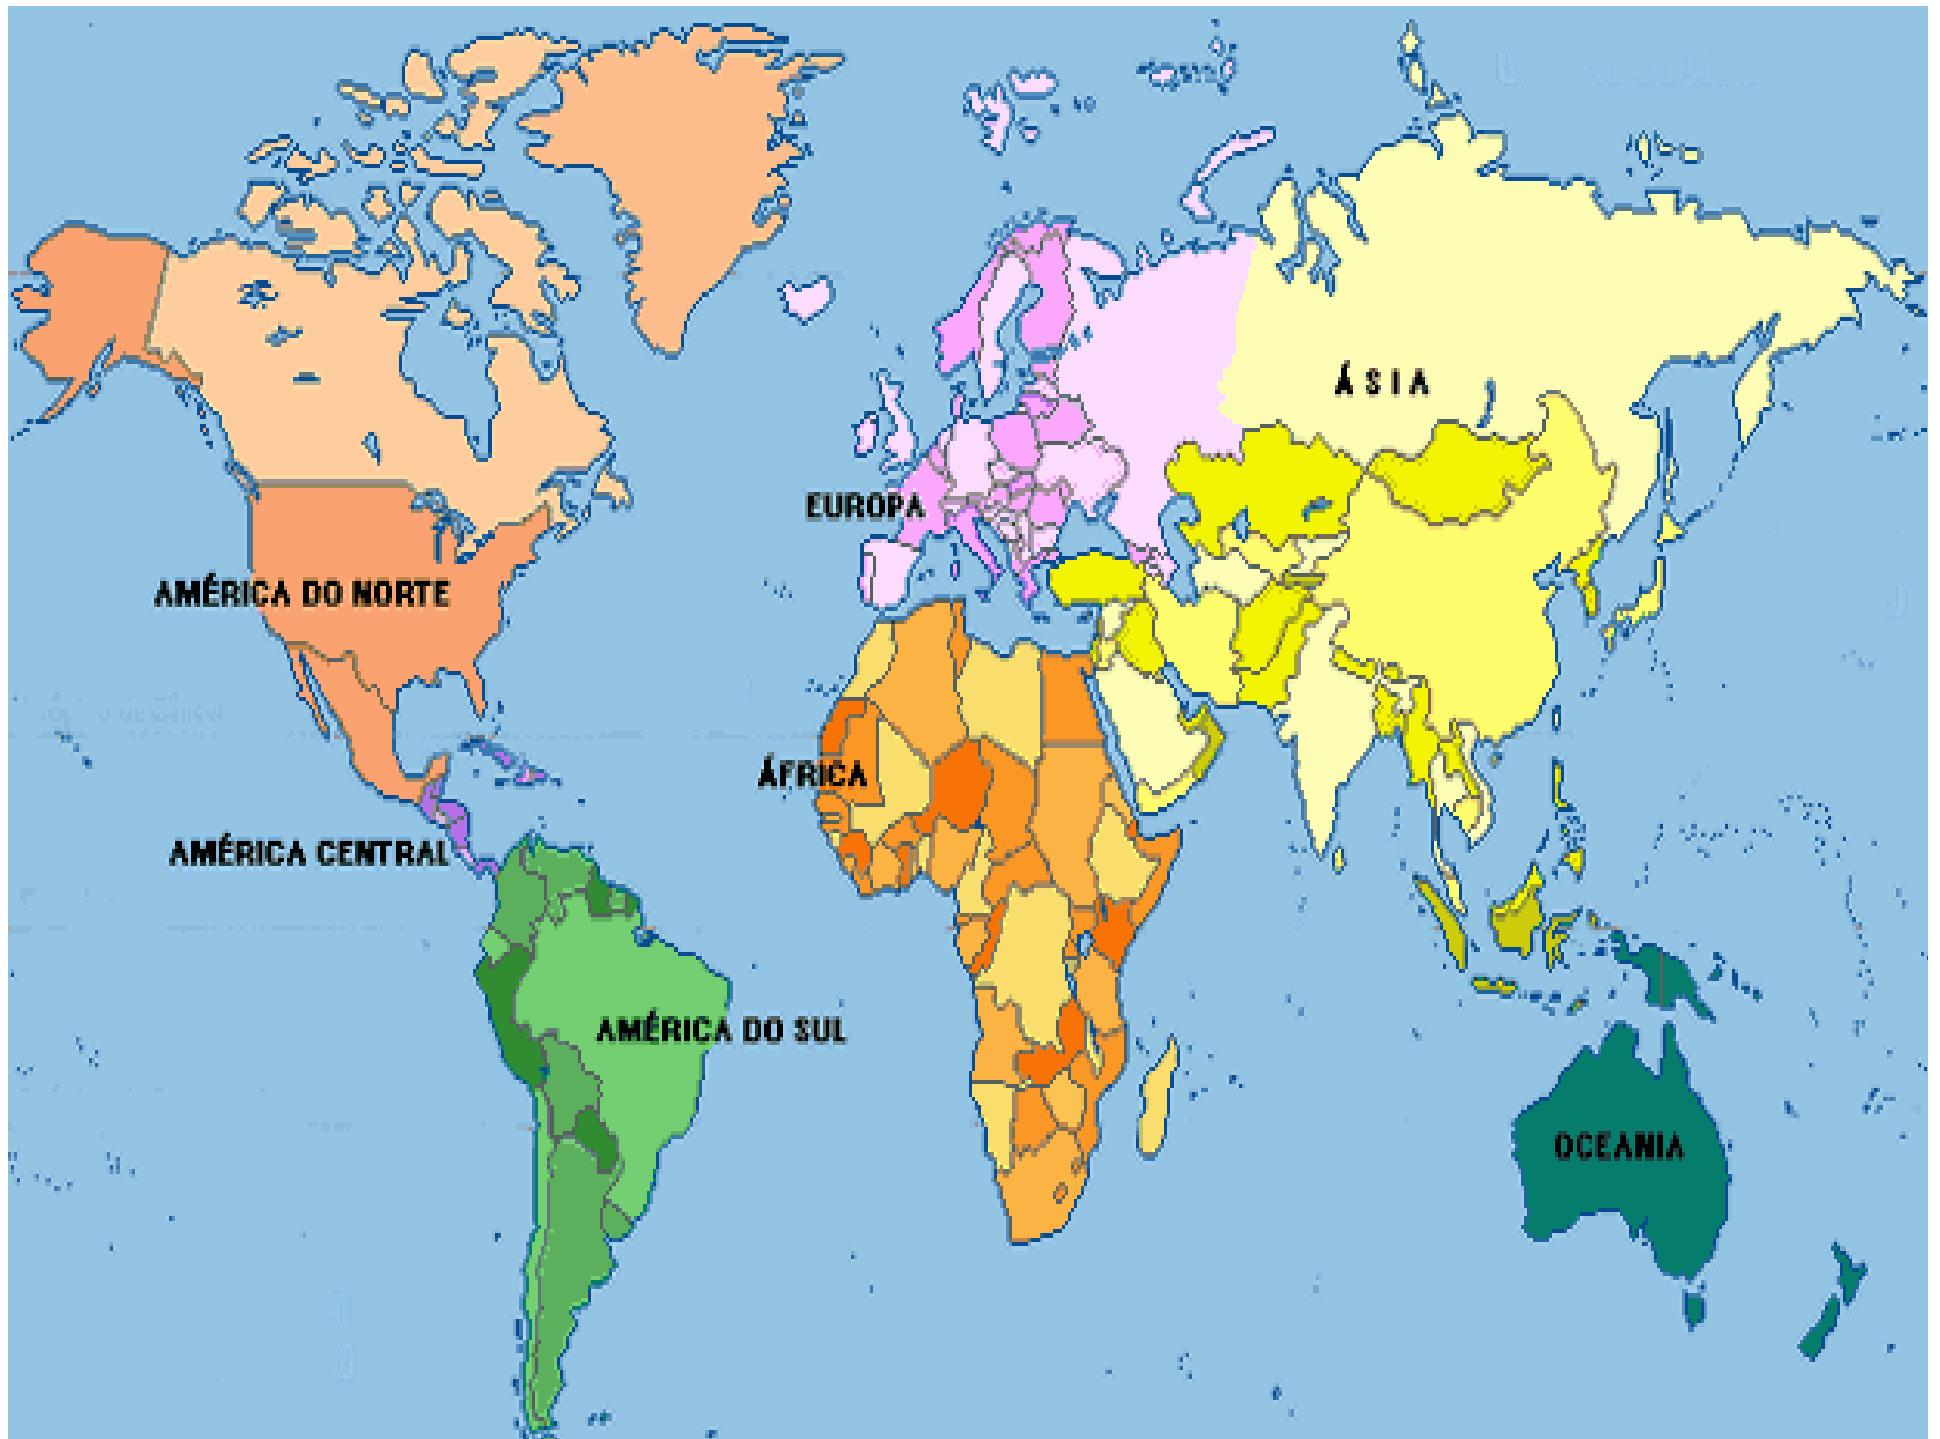 ÁSIA
EUROPA
AMÉRICA DO NORTE
ÁFRICA
AMÉRICA CENTRAL
AMÉRICA DO SUL
OCEANIA